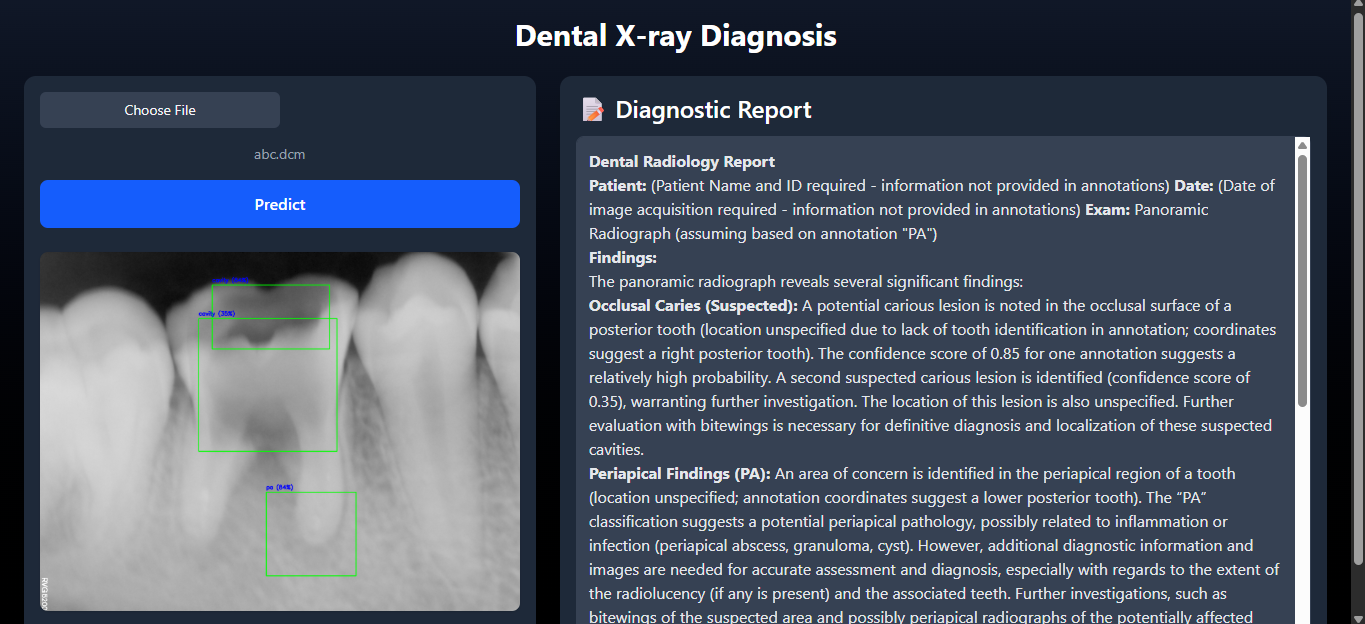 Dental X-ray Diagnosis
Choose File
abc.dcm
Predict
cavity (35%)
pa (84%)
Diagnostic Report
Dental Radiology Report
Patient: (Patient Name and ID required - information not provided in annotations) Date: (Date of
image acquisition required - information not provided in annotations) Exam: Panoramic
Radiograph (assuming based on annotation "PA")
Findings:
The panoramic radiograph reveals several significant findings:
Occlusal Caries (Suspected): A potential carious lesion is noted in the occlusal surface of a
posterior tooth (location unspecified due to lack of tooth identification in annotation; coordinates
suggest a right posterior tooth). The confidence score of 0.85 for one annotation suggests a
relatively high probability. A second suspected carious lesion is identified (confidence score of
0.35), warranting further investigation. The location of this lesion is also unspecified. Further
evaluation with bitewings is necessary for definitive diagnosis and localization of these suspected
cavities.
Periapical Findings (PA): An area of concern is identified in the periapical region of a tooth
(location unspecified; annotation coordinates suggest a lower posterior tooth). The “PA”
classification suggests a potential periapical pathology, possibly related to inflammation or
infection (periapical abscess, granuloma, cyst). However, additional diagnostic information and
images are needed for accurate assessment and diagnosis, especially with regards to the extent of
the radiolucency (if any is present) and the associated teeth. Further investigations, such as
bitewings of the suspected area and possibly periapical radiographs of the potentially affected